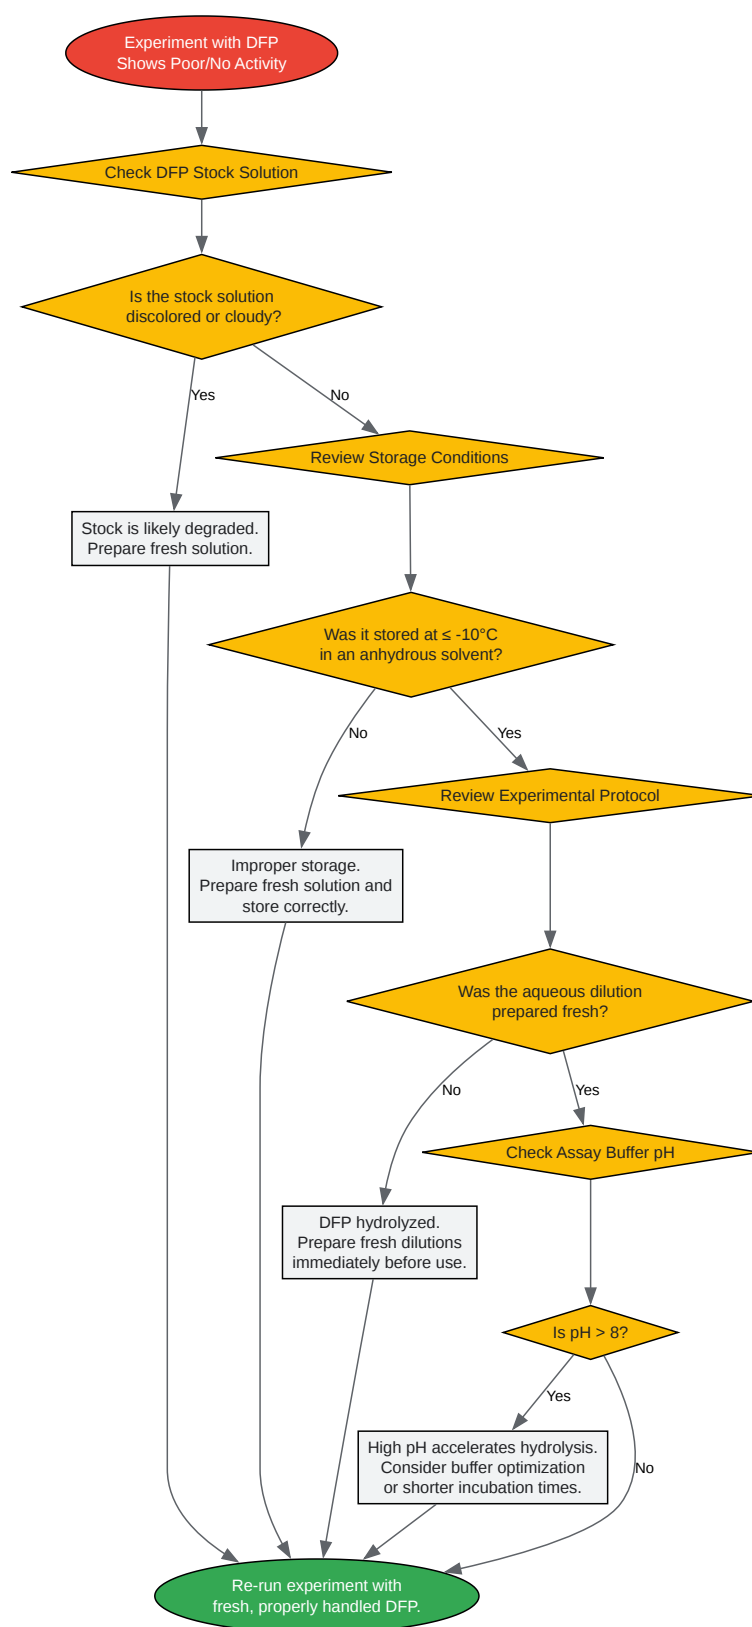 Experiment with DFP
Shows Poor/No Activity
Check DFP Stock Solution
Is the stock solution
discolored or cloudy?
Yes
No
Review Storage Conditions
Stock is likely degraded.
Prepare fresh solution.
Was it stored at ≤ -10°C
in an anhydrous solvent?
No
Yes
Review Experimental Protocol
Improper storage.
Prepare fresh solution and
store correctly.
Was the aqueous dilution
prepared fresh?
No
Yes
Check Assay Buffer pH
DFP hydrolyzed.
Prepare fresh dilutions
immediately before use.
Is pH > 8?
Yes
High pH accelerates hydrolysis.
Consider buffer optimization
or shorter incubation times.
No
Re-run experiment with
fresh, properly handled DFP.